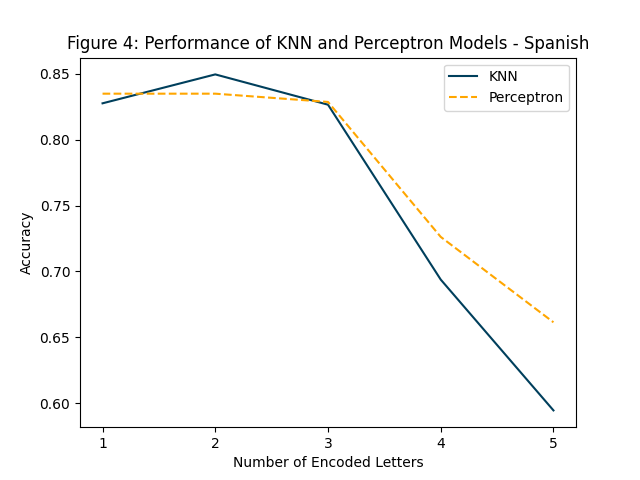 Figure 4: Performance of KNN and Perceptron Models - Spanish
KNN
Perceptron
0.85
0.80
0.75
0.70
0.65
0.60
Accuracy
1 2 3 4 5
Number of Encoded Letters